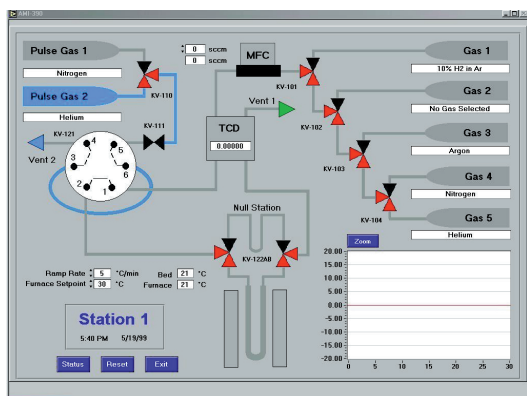 AMI 200
Pulse Gas 1
Nitrogen
Pulse Gas 2
Helium
KV-110
KV-121
KV-111
Vent 2
4
5
3
6
2
1
0 sccm
0 sccm
MFC
KV-101
Vent 1
TCD
0.00000
KV-102
KV-103
KV-104
Gas 1
10% H2 in Ar
Gas 2
No Gas Selected
Gas 3
Argon
Gas 4
Nitrogen
Gas 5
Helium
Null Station
KV-122AB
Ramp Rate 5 °C/min
Furnace Setpoint 30 °C
Bed 21 °C
Furnace 21 °C
Station 1
5:40 PM 5/19/99
Status
Reset
Exit
Zoom
20.00
15.00
10.00
5.00
0.00
-5.00
-10.00
-15.00
-20.00
0 5 10 15 20 25 30